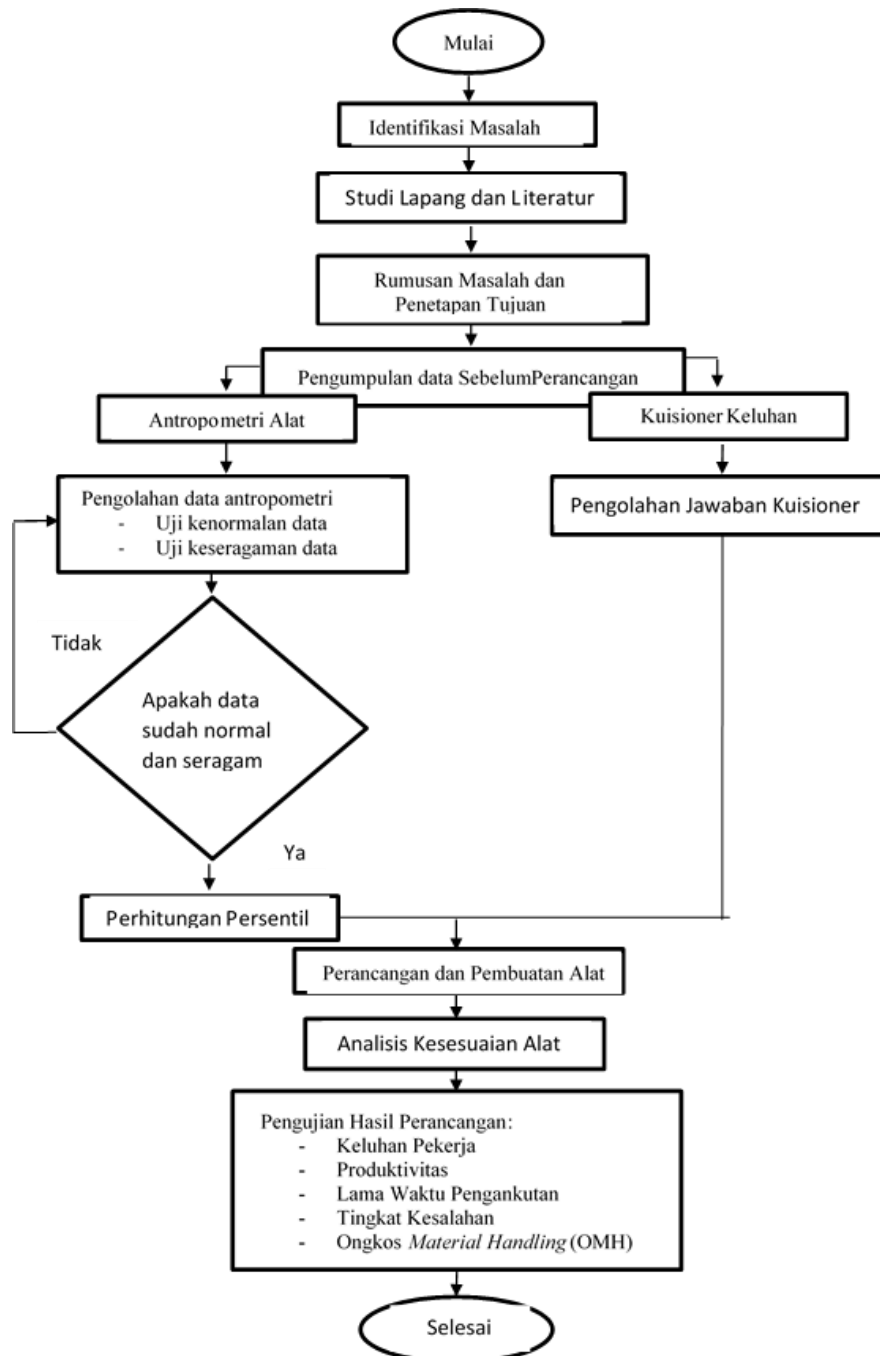 Mulai
Identifikasi Masalah
Studi Lapang dan Literatur
Rumusan Masalah dan
Penetapan Tujuan
Pengumpulan data SebelumPerancangan
Antropometri Alat
Kuisioner Keluhan
Pengolahan data antropometri
- Uji kenormalan data
- Uji keseragaman data
Pengolahan Jawaban Kuisioner
Tidak
Apakah data
sudah normal
dan seragam
Ya
Perhitungan Persentil
Perancangan dan Pembuatan Alat
Analisis Kesesuaian Alat
Pengujian Hasil Perancangan:
- Keluhan Pekerja
- Produktivitas
- Lama Waktu Pengankutan
- Tingkat Kesalahan
- Ongkos Material Handling (OMH)
Selesai